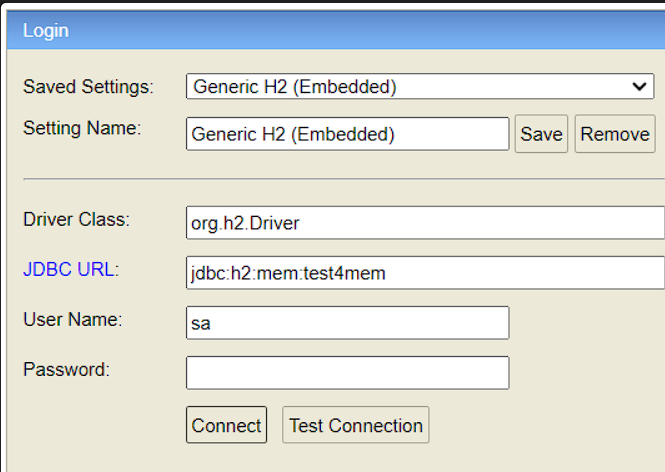 Login
Saved Settings: Generic H2 (Embedded)
Setting Name: Generic H2 (Embedded) Save Remove
Driver Class: org.h2.Driver
JDBC URL: jdbc:h2:mem:test4mem
User Name: sa
Password:
Connect Test Connection